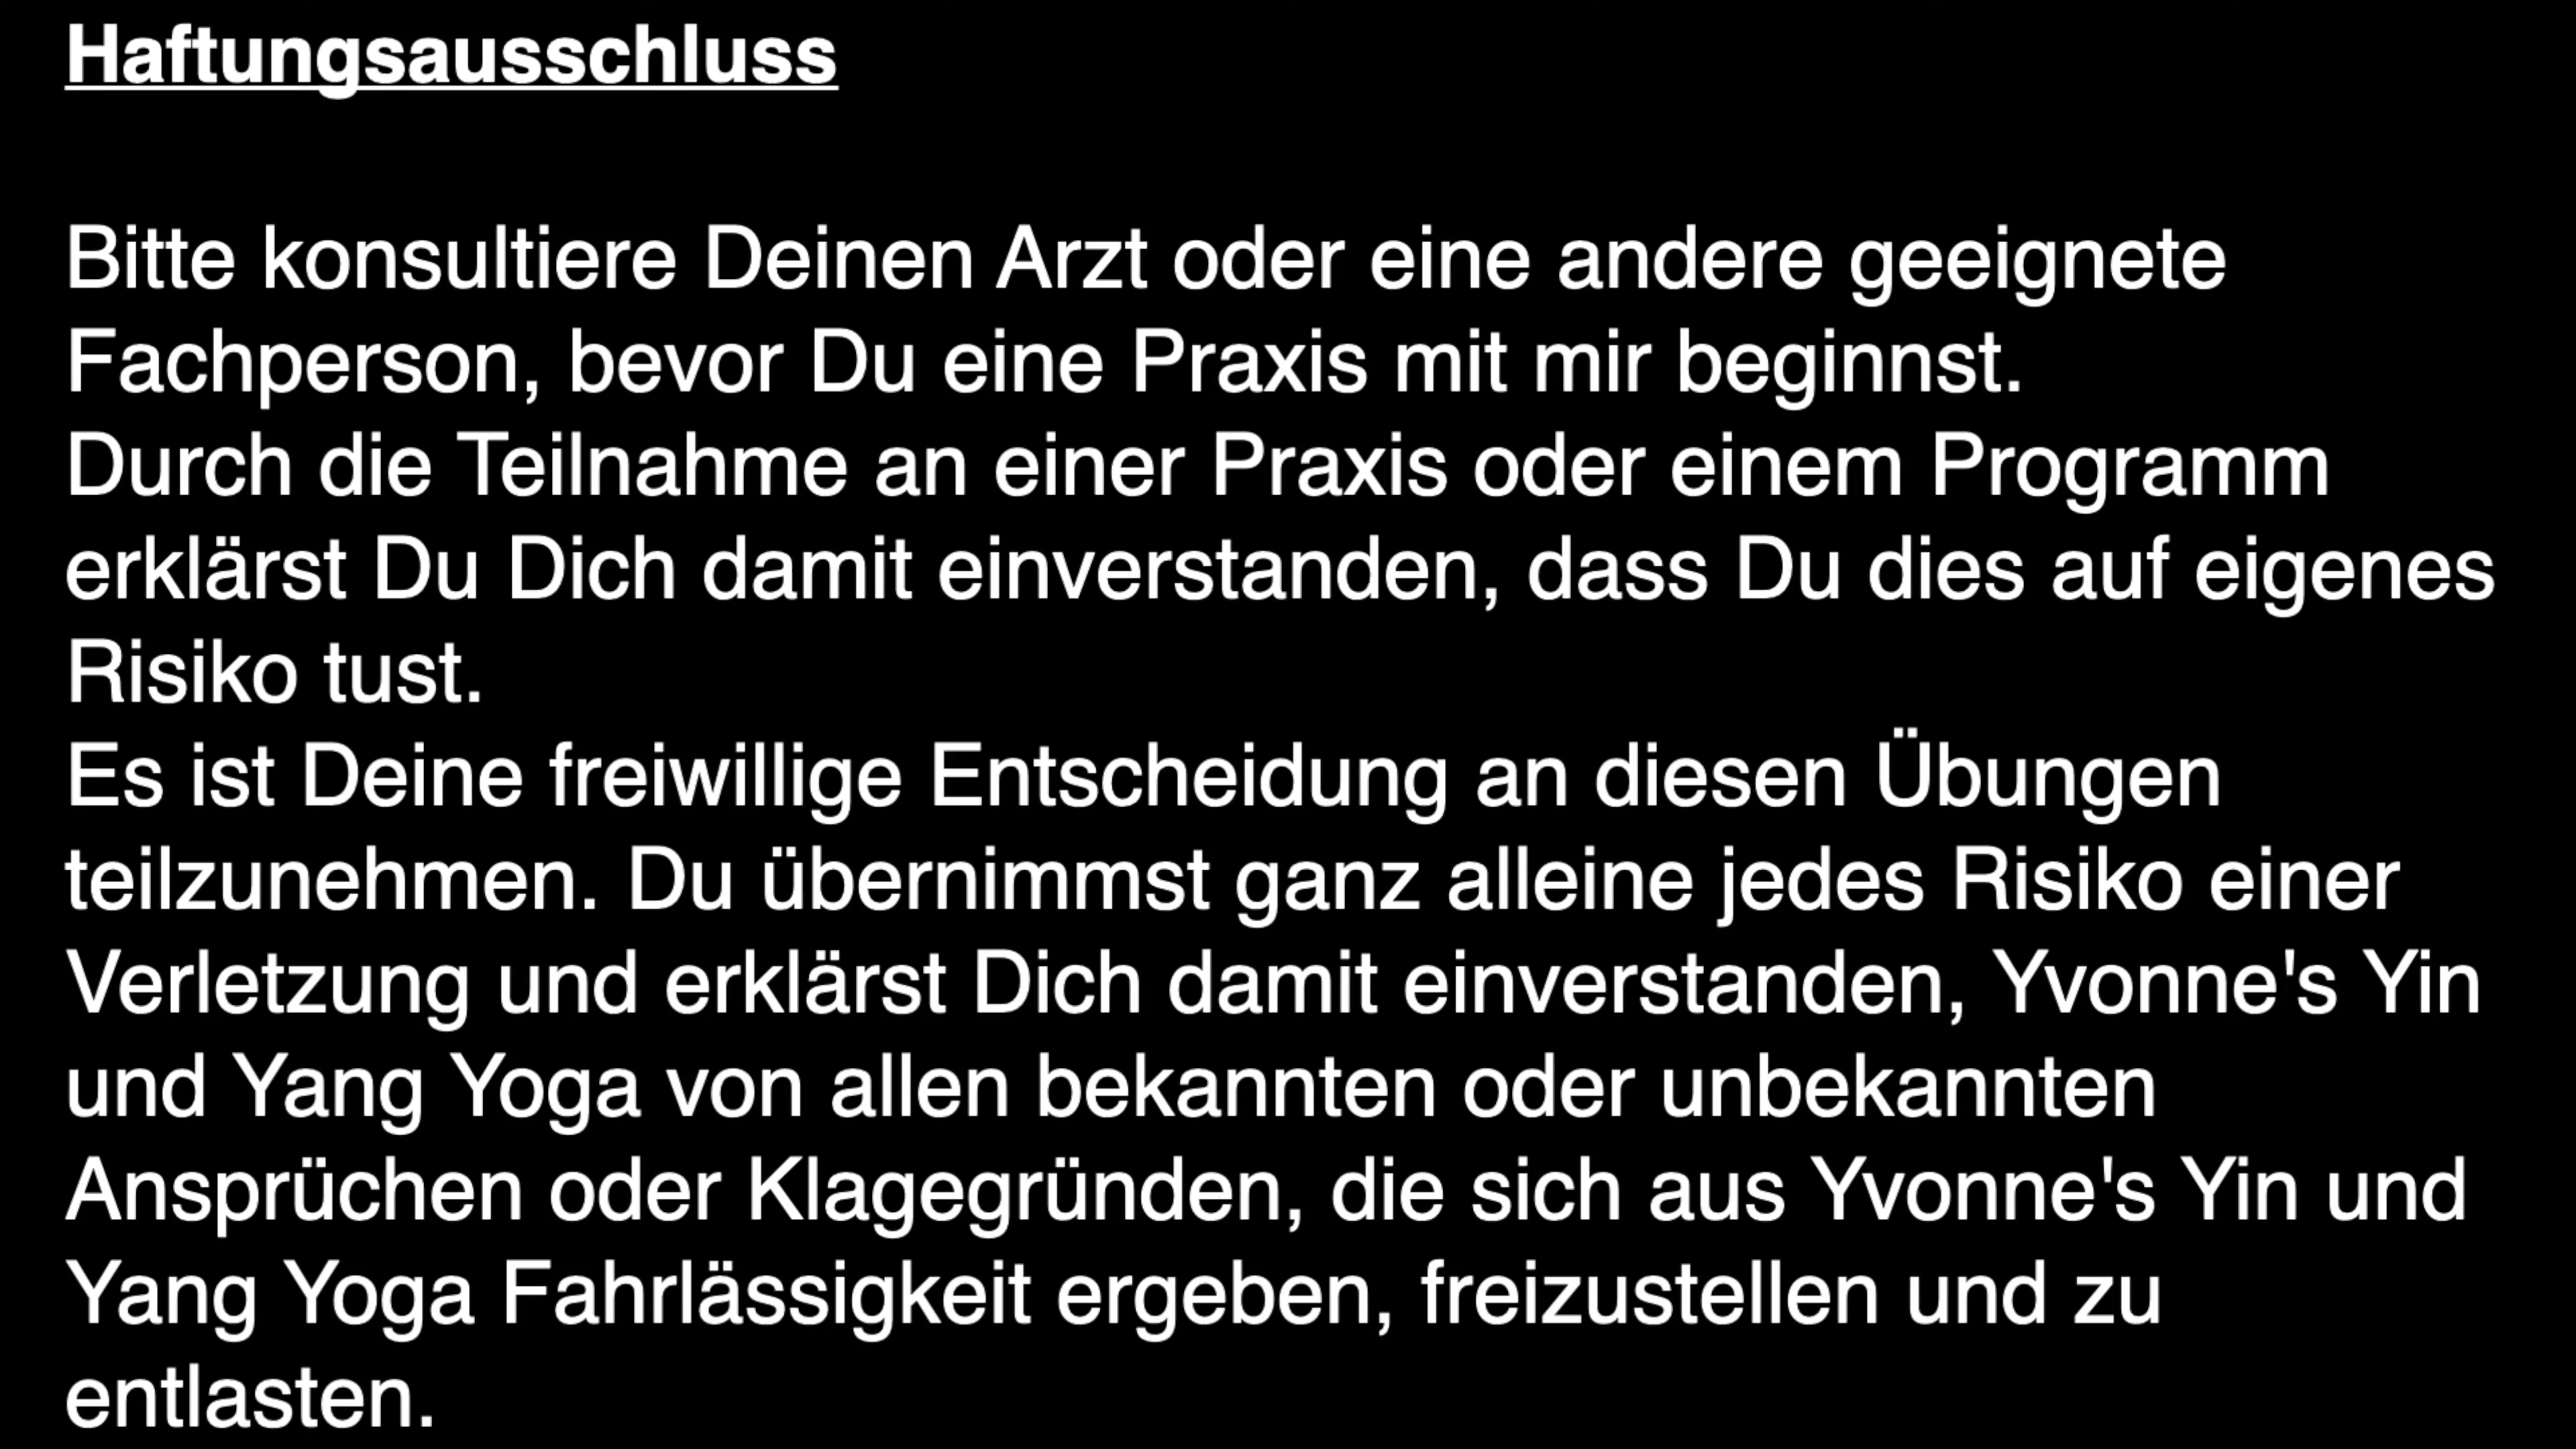 Haftungsausschluss
Bitte konsultiere Deinen Arzt oder eine andere geeignete
Fachperson, bevor Du eine Praxis mit mir beginnst.
Durch die Teilnahme an einer Praxis oder einem Programm
erklärst Du Dich damit einverstanden, dass Du dies auf eigenes
Risiko tust.
Es ist Deine freiwillige Entscheidung an diesen Übungen
teilzunehmen. Du übernimmst ganz alleine jedes Risiko einer
Verletzung und erklärst Dich damit einverstanden, Yvonne's Yin
und Yang Yoga von allen bekannten oder unbekannten
Ansprüchen oder Klagegründen, die sich aus Yvonne's Yin und
Yang Yoga Fahrlässigkeit ergeben, freizustellen und zu
entlasten.